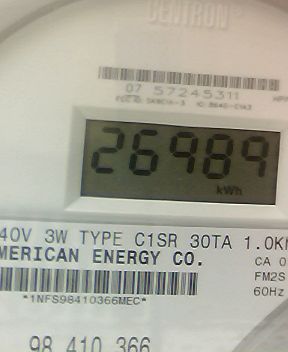 CENTRON®
07 57245311
26989
kWh
40V 3W TYPE C1SR 30TA 1.0K
MERICAN ENERGY CO.
CA 0
FM2S
60Hz
*1NFS98410366MEC*
98 410 366